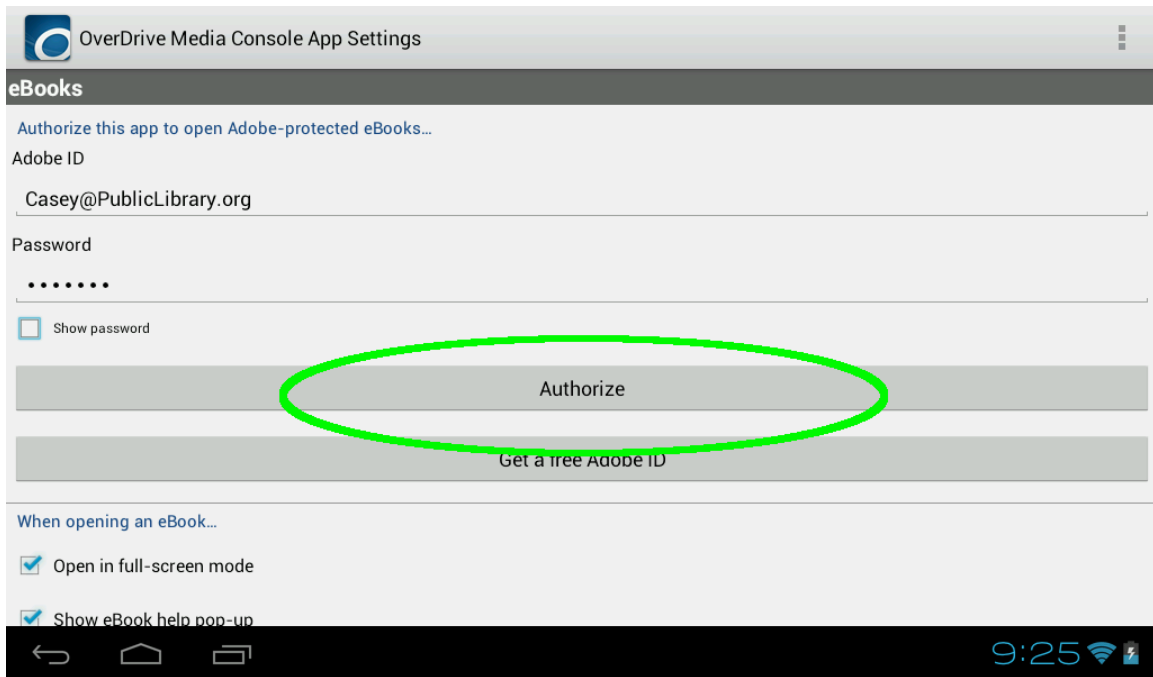 OverDrive Media Console App Settings
eBooks
Authorize this app to open Adobe-protected eBooks...
Adobe ID
Casey@PublicLibrary.org
Password
•••••••
Show password
Authorize
Get a free Adobe ID
When opening an eBook...
Open in full-screen mode
Show eBook help pop-up
9:25